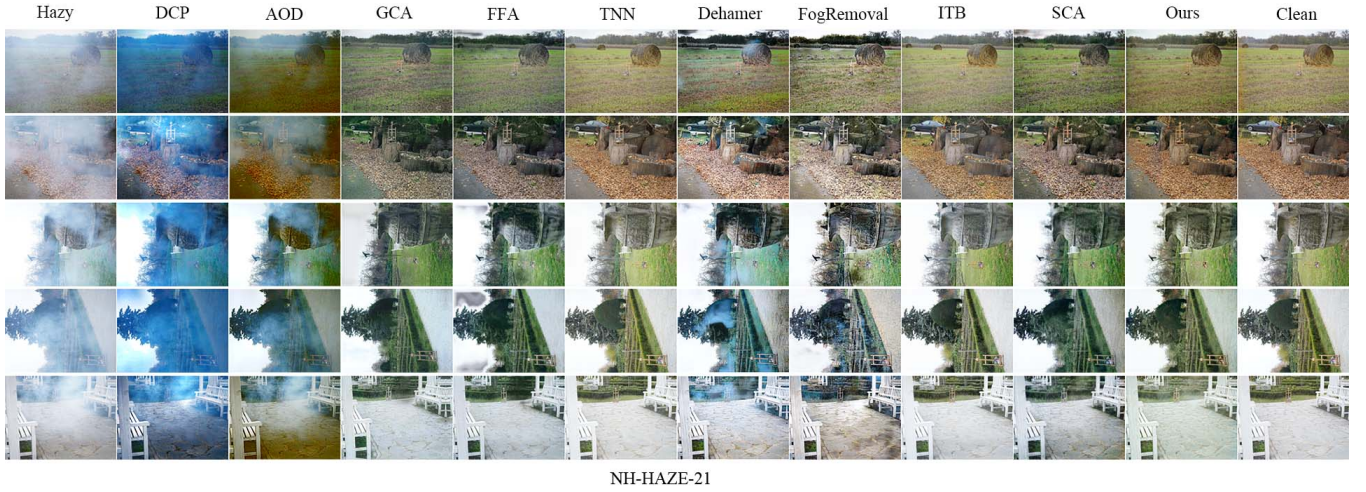 Hazy DCP AOD GCA FFA TNN Dehamer FogRemoval ITB SCA Ours Clean
NH-HAZE-21